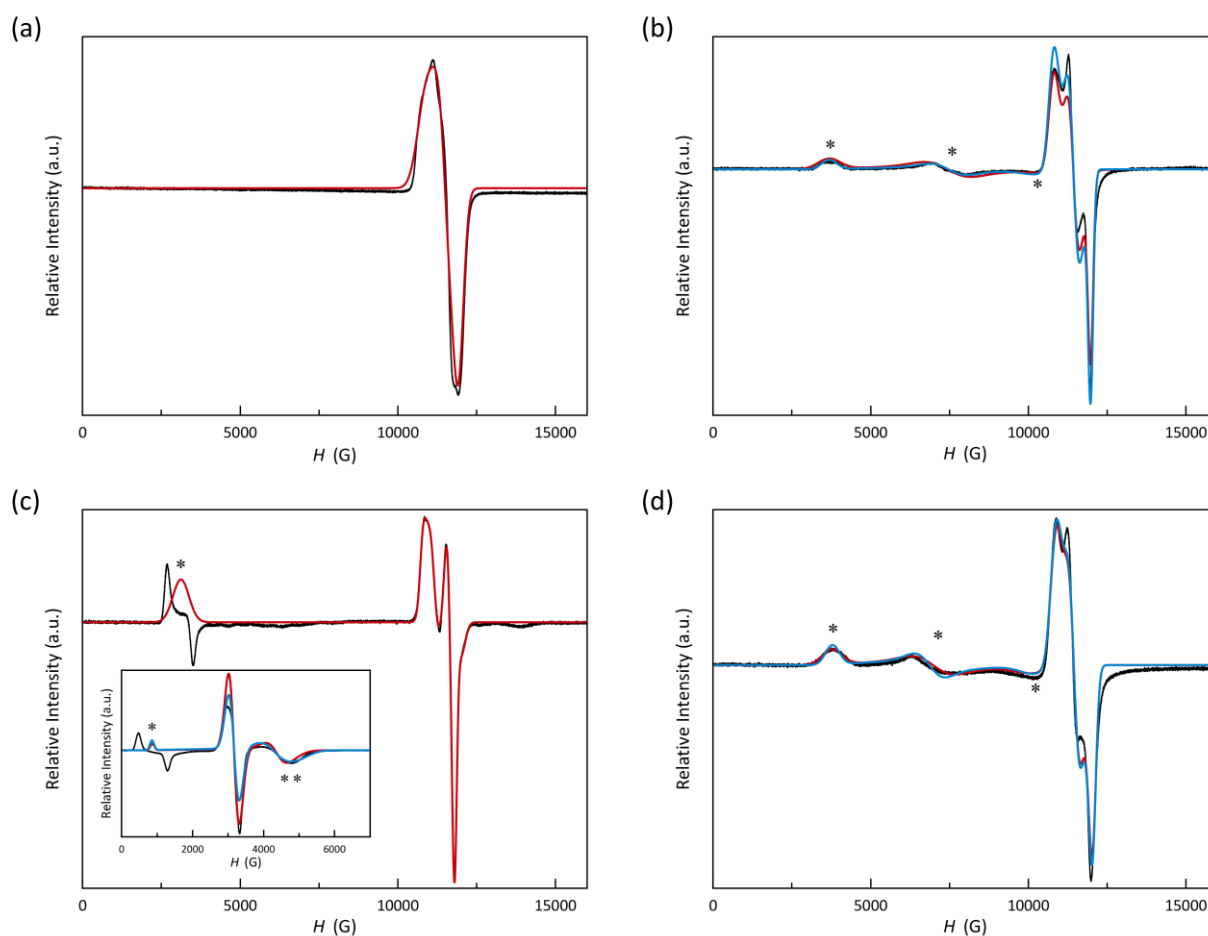 (a)
(b)
Relative Intensity (a.u.)
Relative Intensity (a.u.)
*
*
*
0 5000 10000 15000
0 5000 10000 15000
H (G)
H (G)
(c)
(d)
Relative Intensity (a.u.)
Relative Intensity (a.u.)
*
*
*
*
Relative Intensity (a.u.)
*
* *
0 2000 4000 6000
H (G)
0 5000 10000 15000
0 5000 10000 15000
H (G)
H (G)